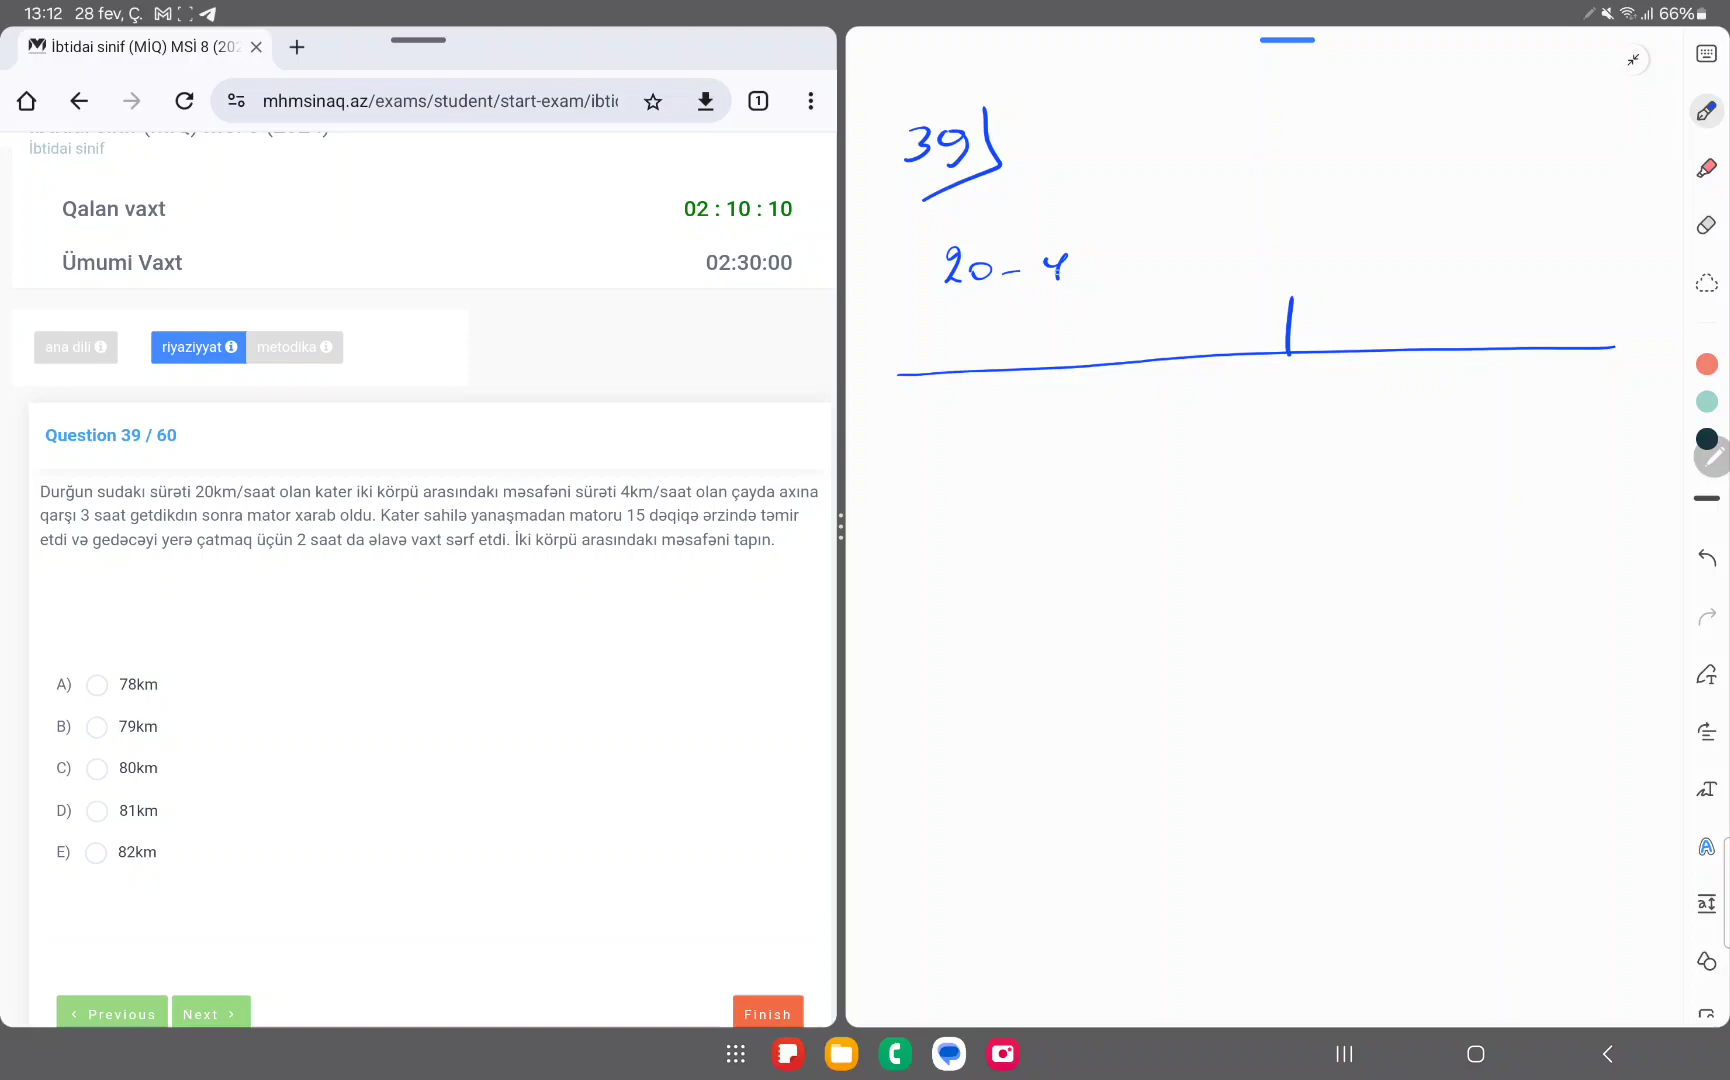 13:12 28 fev, Ç. 66%
İbtidai sinif (MİQ) MSİ 8 (202
mhmsinaq.az/exams/student/start-exam/ibti
1
İbtidai sinif
Qalan vaxt 02 : 10 : 10
Ümumi Vaxt 02:30:00
ana dili riyaziyyat metodika
Question 39 / 60
Durğun sudakı sürəti 20km/saat olan kater iki körpü arasındakı məsafəni sürəti 4km/saat olan çayda axına
qarşı 3 saat getdikdın sonra mator xarab oldu. Kater sahilə yanaşmadan matoru 15 dəqiqə ərzində təmir
etdi və gedəcəyi yerə çatmaq üçün 2 saat da əlavə vaxt sərf etdi. İki körpü arasındakı məsafəni tapın.
A) 78km
B) 79km
C) 80km
D) 81km
E) 82km
Previous Next Finish
39)
20 - 4